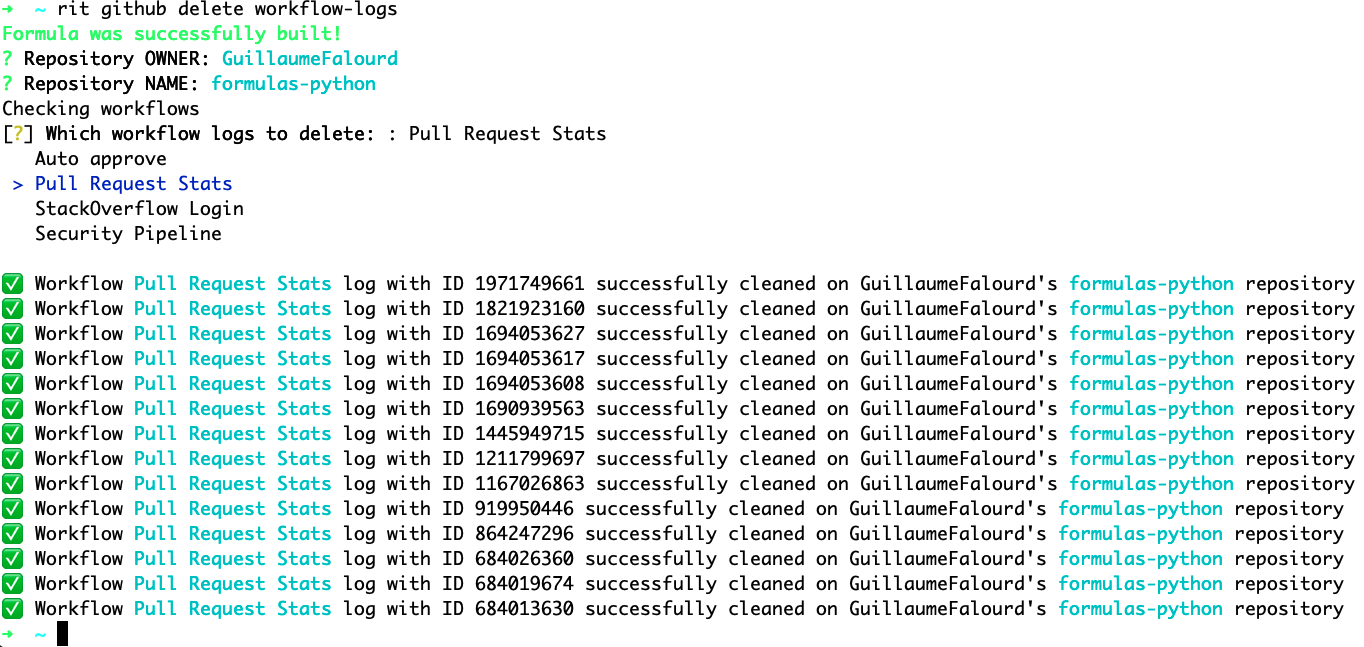 → ~ rit github delete workflow-logs
Formula was successfully built!
? Repository OWNER: GuillaumeFalourd
? Repository NAME: formulas-python
Checking workflows
[?] Which workflow logs to delete: : Pull Request Stats
Auto approve
> Pull Request Stats
StackOverflow Login
Security Pipeline
✅ Workflow Pull Request Stats log with ID 1971749661 successfully cleaned on GuillaumeFalourd's formulas-python repository
✅ Workflow Pull Request Stats log with ID 1821923160 successfully cleaned on GuillaumeFalourd's formulas-python repository
✅ Workflow Pull Request Stats log with ID 1694053627 successfully cleaned on GuillaumeFalourd's formulas-python repository
✅ Workflow Pull Request Stats log with ID 1694053617 successfully cleaned on GuillaumeFalourd's formulas-python repository
✅ Workflow Pull Request Stats log with ID 1694053608 successfully cleaned on GuillaumeFalourd's formulas-python repository
✅ Workflow Pull Request Stats log with ID 1690939563 successfully cleaned on GuillaumeFalourd's formulas-python repository
✅ Workflow Pull Request Stats log with ID 1445949715 successfully cleaned on GuillaumeFalourd's formulas-python repository
✅ Workflow Pull Request Stats log with ID 1211799697 successfully cleaned on GuillaumeFalourd's formulas-python repository
✅ Workflow Pull Request Stats log with ID 1167026863 successfully cleaned on GuillaumeFalourd's formulas-python repository
✅ Workflow Pull Request Stats log with ID 919950446 successfully cleaned on GuillaumeFalourd's formulas-python repository
✅ Workflow Pull Request Stats log with ID 864247296 successfully cleaned on GuillaumeFalourd's formulas-python repository
✅ Workflow Pull Request Stats log with ID 684026360 successfully cleaned on GuillaumeFalourd's formulas-python repository
✅ Workflow Pull Request Stats log with ID 684019674 successfully cleaned on GuillaumeFalourd's formulas-python repository
✅ Workflow Pull Request Stats log with ID 684013630 successfully cleaned on GuillaumeFalourd's formulas-python repository
→ ~